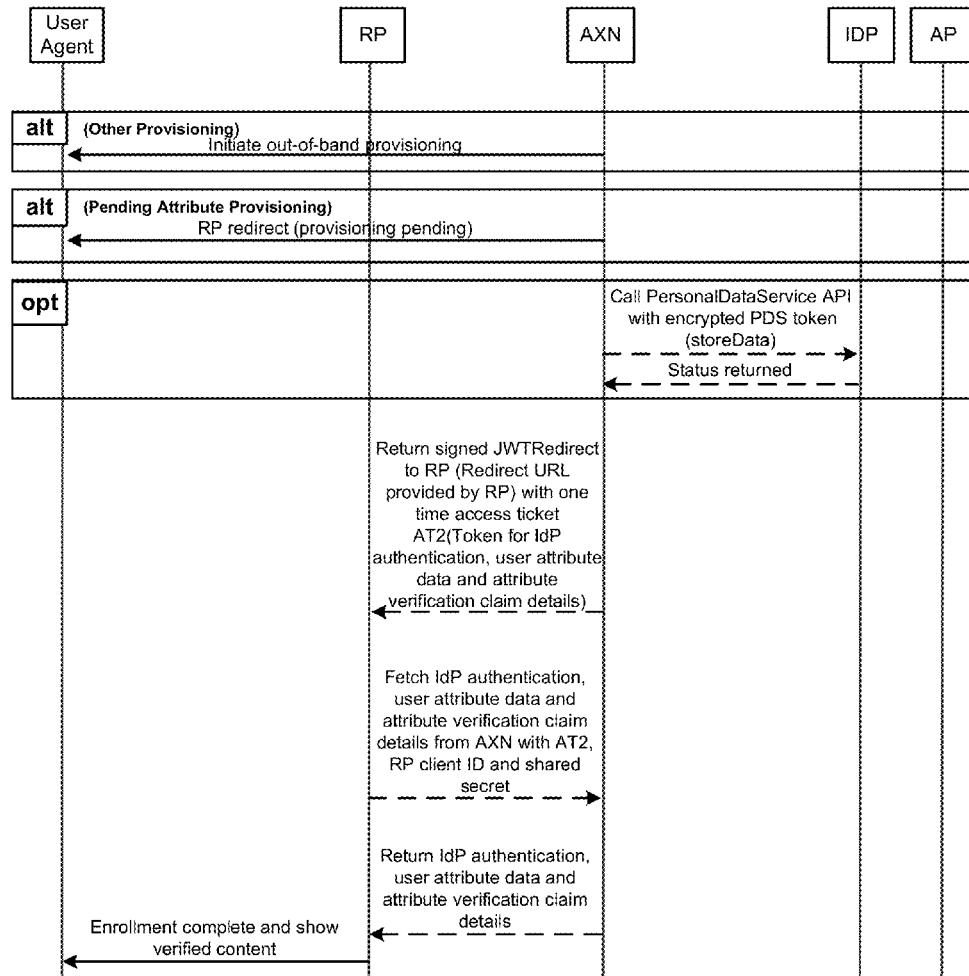 User
Agent
RP
AXN
IDP
AP
alt
(Other Provisioning)
Initiate out-of-band provisioning
alt
(Pending Attribute Provisioning)
RP redirect (provisioning pending)
opt
Call PersonalDataService API
with encrypted PDS token
(storeData)
Status returned
Return signed JWTRedirect
to RP (Redirect URL
provided by RP) with one
time access ticket
AT2(Token for IdP
authentication, user attribute
data and attribute
verification claim details)
Fetch IdP authentication,
user attribute data and
attribute verification claim
details from AXN with AT2,
RP client ID and shared
secret
Return IdP authentication,
user attribute data and
attribute verification claim
details
Enrollment complete and show
verified content